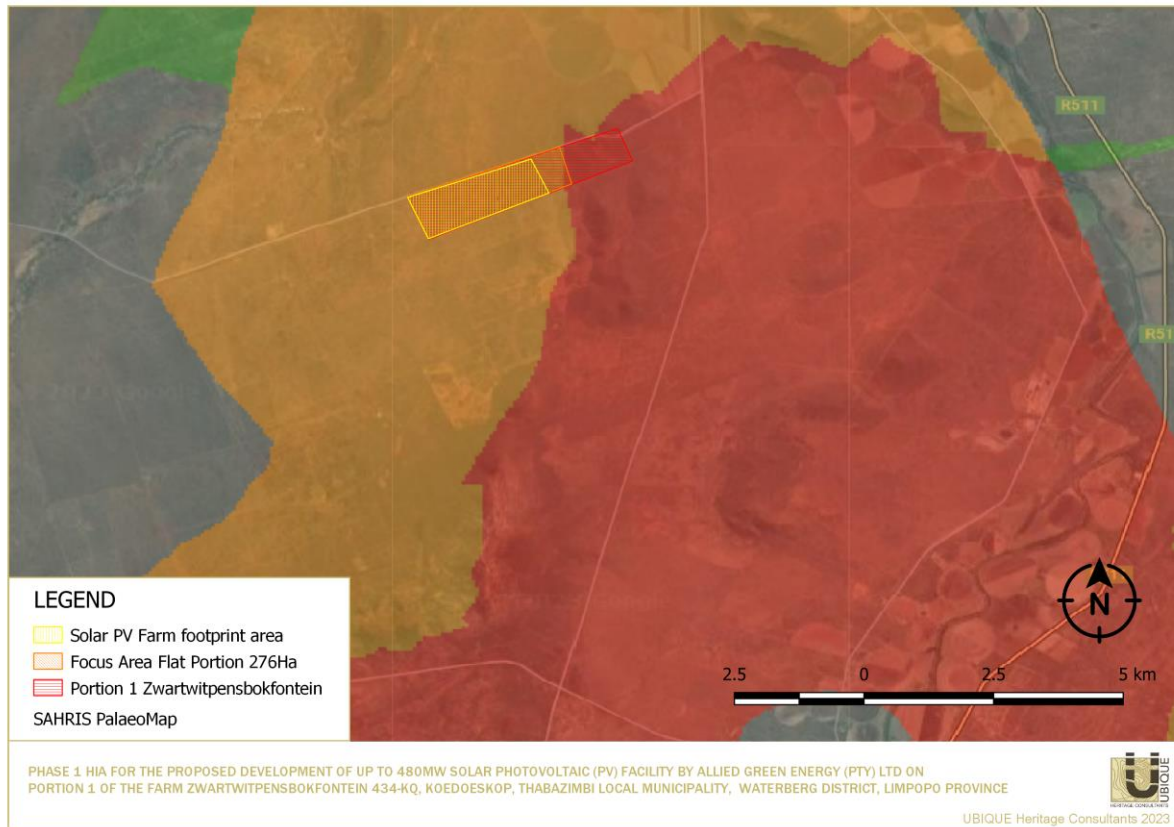 R511
R51
N
LEGEND
Solar PV Farm footprint area
Focus Area Flat Portion 276Ha
Portion 1 Zwartwitpensbokfontein
SAHRIS PalaeoMap
2.5 0 2.5 5 km
PHASE 1 HIA FOR THE PROPOSED DEVELOPMENT OF UP TO 480MW SOLAR PHOTOVOLTAIC (PV) FACILITY BY ALLIED GREEN ENERGY (PTY) LTD ON
PORTION 1 OF THE FARM ZWARTWITPENSBOKFONTEIN 434-KQ, KOEDOESKOP, THABAZIMBI LOCAL MUNICIPALITY, WATERBERG DISTRICT, LIMPOPO PROVINCE
UBIQUE
HERITAGE CONSULTANTS
UBIQUE Heritage Consultants 2023